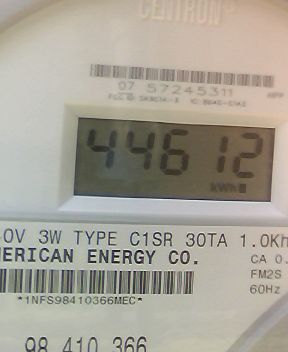 CENTRON
07 57245311
44612
kWh
0V 3W TYPE C1SR 30TA 1.0Kh
MERICAN ENERGY CO.
CA 0.
FM2S
60Hz
*1NFS98410366MEC*
98 410 366